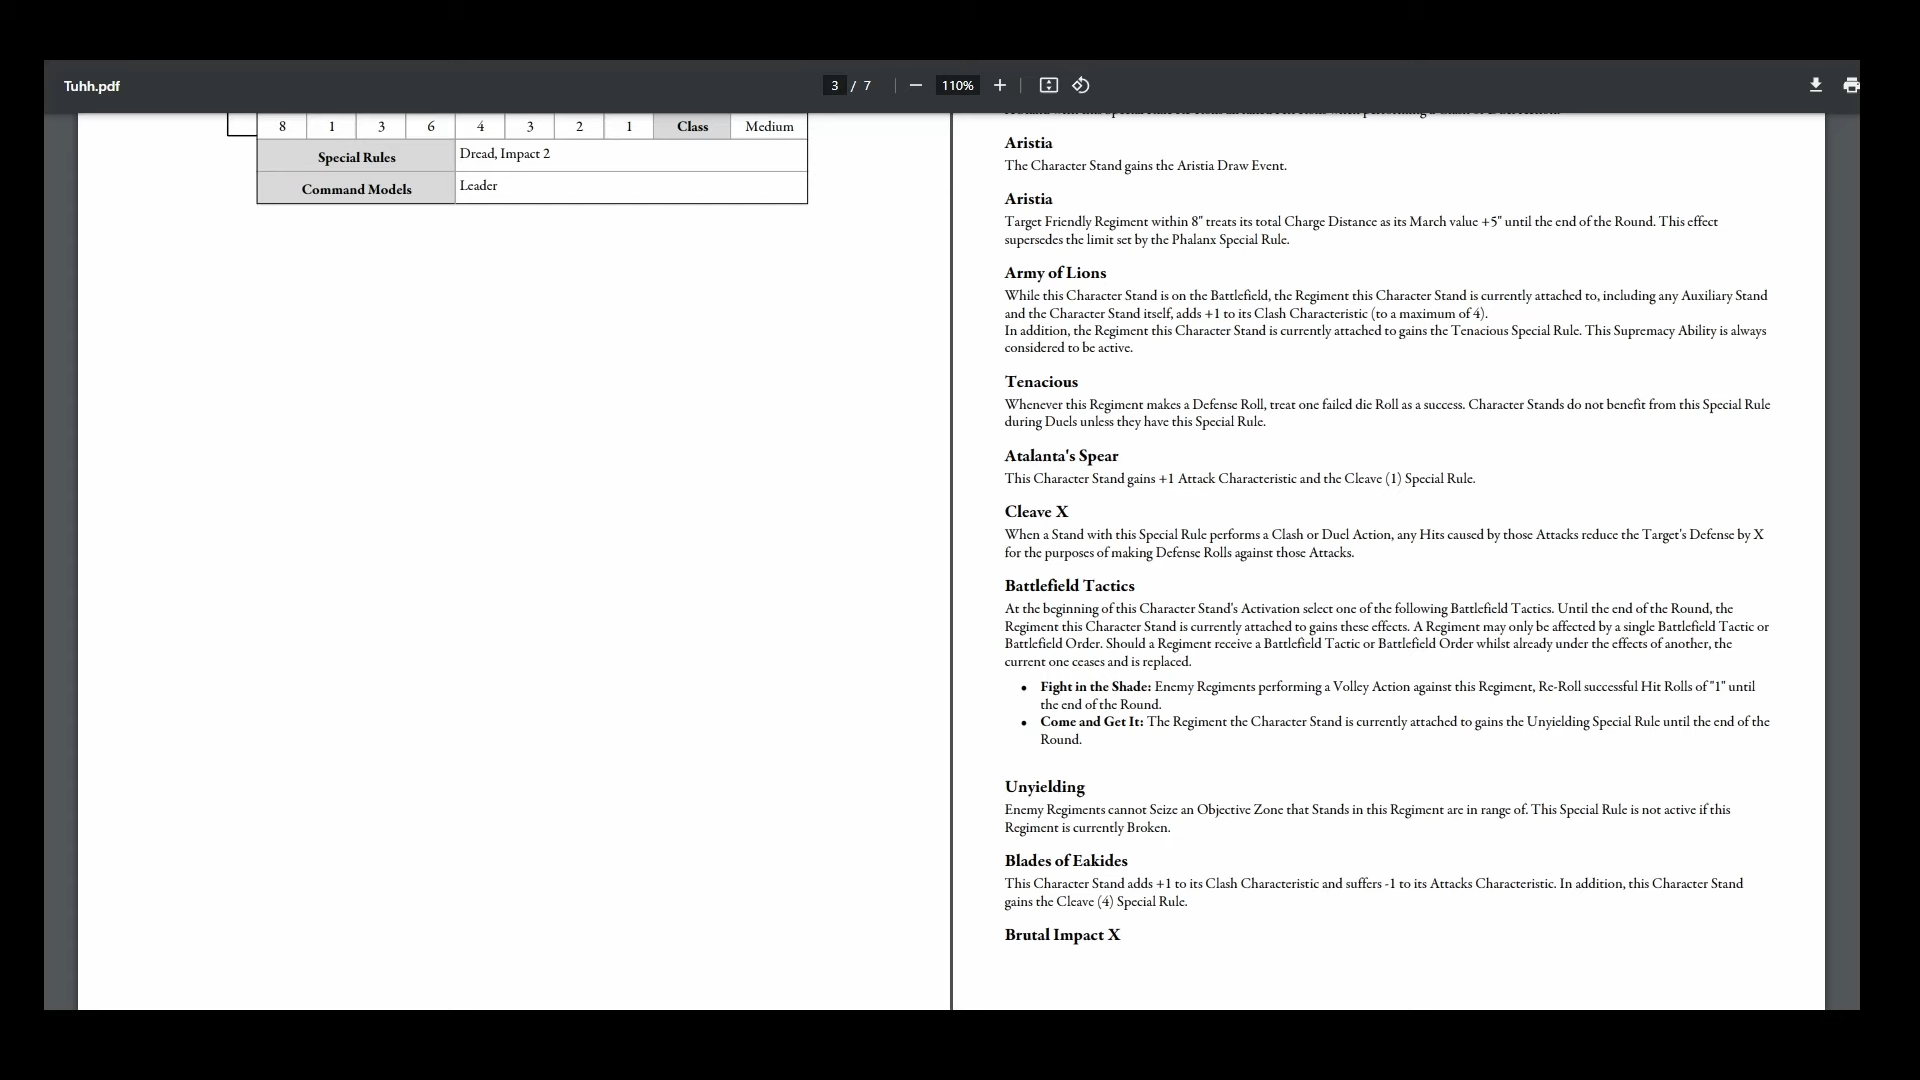 Tuhh.pdf
3 / 7
110%
8 1 3 6 4 3 2 1 Class Medium
Special Rules Dread, Impact 2
Command Models Leader
Aristia
The Character Stand gains the Aristia Draw Event.
Aristia
Target Friendly Regiment within 8" treats its total Charge Distance as its March value +5" until the end of the Round. This effect
supersedes the limit set by the Phalanx Special Rule.
Army of Lions
While this Character Stand is on the Battlefield, the Regiment this Character Stand is currently attached to, including any Auxiliary Stand
and the Character Stand itself, adds +1 to its Clash Characteristic (to a maximum of 4).
In addition, the Regiment this Character Stand is currently attached to gains the Tenacious Special Rule. This Supremacy Ability is always
considered to be active.
Tenacious
Whenever this Regiment makes a Defense Roll, treat one failed die Roll as a success. Character Stands do not benefit from this Special Rule
during Duels unless they have this Special Rule.
Atalanta's Spear
This Character Stand gains +1 Attack Characteristic and the Cleave (1) Special Rule.
Cleave X
When a Stand with this Special Rule performs a Clash or Duel Action, any Hits caused by those Attacks reduce the Target's Defense by X
for the purposes of making Defense Rolls against those Attacks.
Battlefield Tactics
At the beginning of this Character Stand's Activation select one of the following Battlefield Tactics. Until the end of the Round, the
Regiment this Character Stand is currently attached to gains these effects. A Regiment may only be affected by a single Battlefield Tactic or
Battlefield Order. Should a Regiment receive a Battlefield Tactic or Battlefield Order whilst already under the effects of another, the
current one ceases and is replaced.
• Fight in the Shade: Enemy Regiments performing a Volley Action against this Regiment, Re-Roll successful Hit Rolls of "1" until
the end of the Round.
• Come and Get It: The Regiment the Character Stand is currently attached to gains the Unyielding Special Rule until the end of the
Round.
Unyielding
Enemy Regiments cannot Seize an Objective Zone that Stands in this Regiment are in range of. This Special Rule is not active if this
Regiment is currently Broken.
Blades of Eakides
This Character Stand adds +1 to its Clash Characteristic and suffers -1 to its Attacks Characteristic. In addition, this Character Stand
gains the Cleave (4) Special Rule.
Brutal Impact X